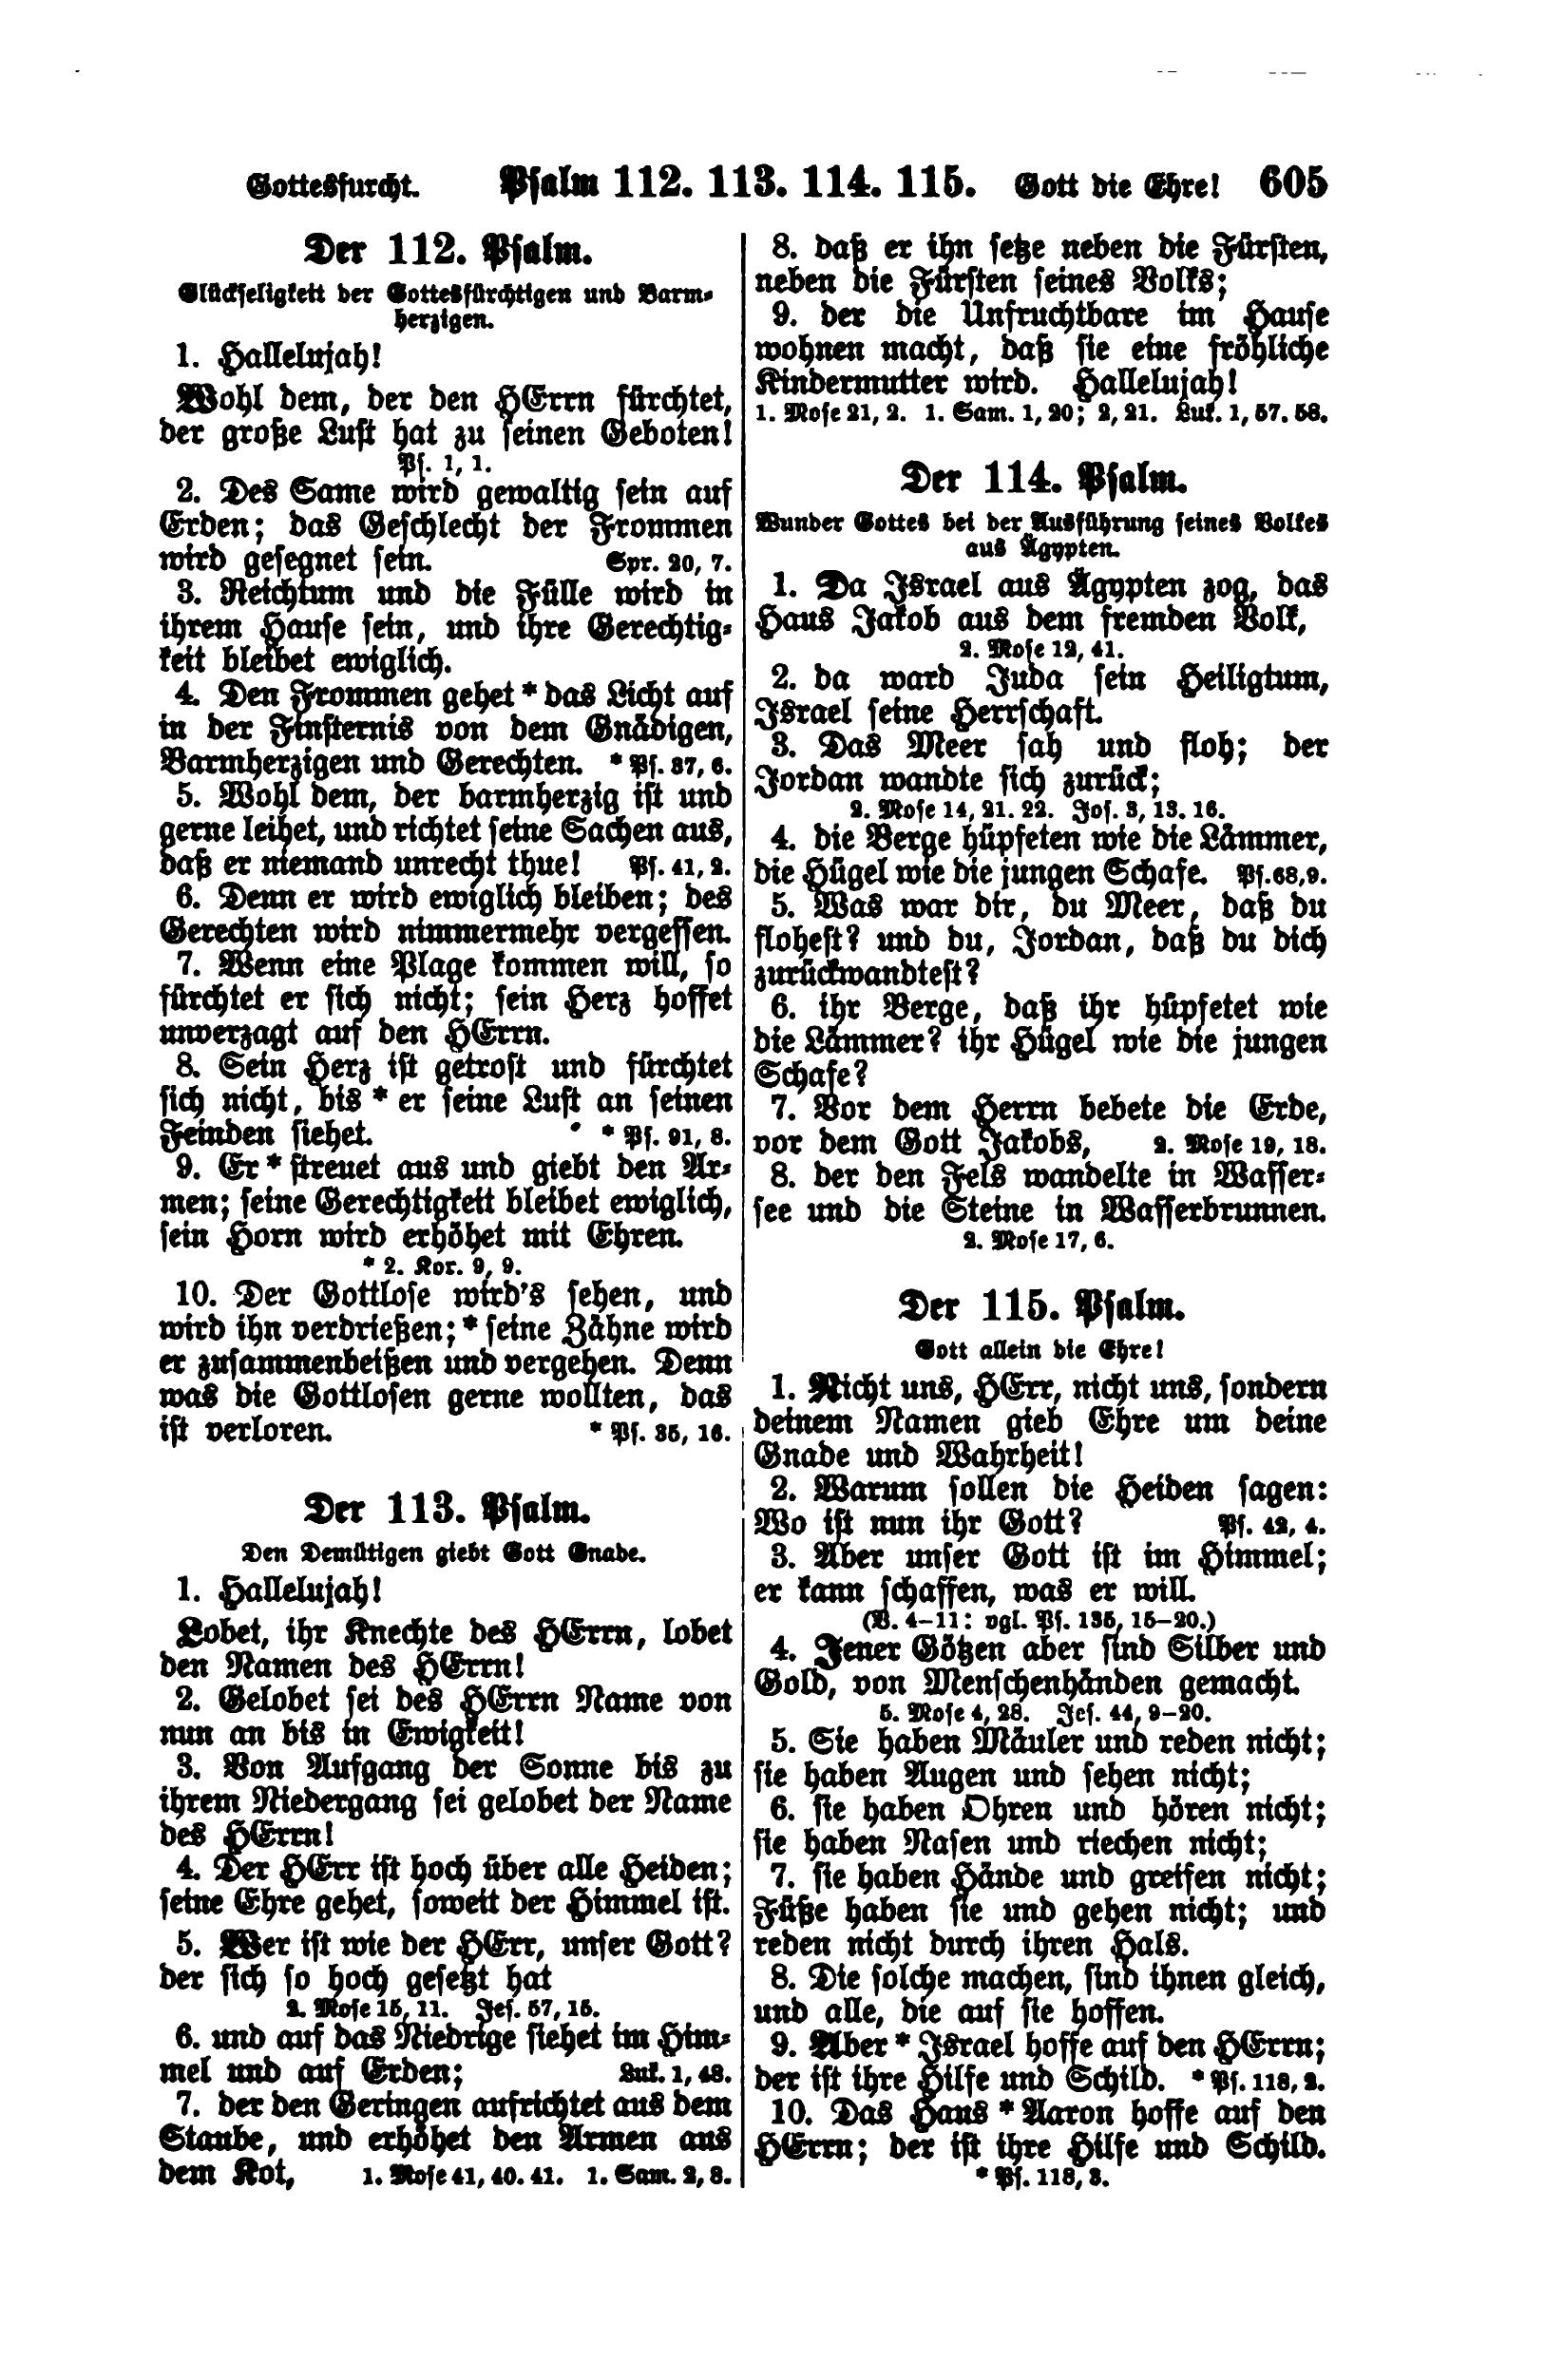 Gottesfurcht. Psalm 112. 113. 114. 115. Gott die Ehre! 605
Der 112. Psalm.
Glückseligkeit der Gottesfürchtigen und Barm-
herzigen.
1. Hallelujah!
Wohl dem, der den HErrn fürchtet,
der große Lust hat zu seinen Geboten!
Ps. 1, 1.
2. Des Same wird gewaltig sein auf
Erden; das Geschlecht der Frommen
wird gesegnet sein. Spr. 20, 7.
3. Reichtum und die Fülle wird in
ihrem Hause sein, und ihre Gerechtig-
keit bleibet ewiglich.
4. Den Frommen gehet * das Licht auf
in der Finsternis von dem Gnädigen,
Barmherzigen und Gerechten. * Ps. 37, 6.
5. Wohl dem, der barmherzig ist und
gerne leihet, und richtet seine Sachen aus,
daß er niemand unrecht thue! Ps. 41, 2.
6. Denn er wird ewiglich bleiben; des
Gerechten wird nimmermehr vergessen.
7. Wenn eine Plage kommen will, so
fürchtet er sich nicht; sein Herz hoffet
unverzagt auf den HErrn.
8. Sein Herz ist getrost und fürchtet
sich nicht, bis * er seine Lust an seinen
Feinden siehet. * Ps. 91, 8.
9. Er * streuet aus und giebt den Ar-
men; seine Gerechtigkeit bleibet ewiglich,
sein Horn wird erhöhet mit Ehren.
* 2. Kor. 9, 9.
10. Der Gottlose wird's sehen, und
wird ihn verdrießen; * seine Zähne wird
er zusammenbeißen und vergehen. Denn
was die Gottlosen gerne wollten, das
ist verloren. * Ps. 35, 16.
Der 113. Psalm.
Den Demütigen giebt Gott Gnade.
1. Hallelujah!
Lobet, ihr Knechte des HErrn, lobet
den Namen des HErrn!
2. Gelobet sei des HErrn Name von
nun an bis in Ewigkeit!
3. Von Aufgang der Sonne bis zu
ihrem Niedergang sei gelobet der Name
des HErrn!
4. Der HErr ist hoch über alle Heiden;
seine Ehre gehet, soweit der Himmel ist.
5. Wer ist wie der HErr, unser Gott?
der sich so hoch gesetzt hat
2. Mose 15, 11. Jes. 57, 15.
6. und auf das Niedrige siehet im Him-
mel und auf Erden; Luk. 1, 48.
7. der den Geringen aufrichtet aus dem
Staube, und erhöhet den Armen aus
dem Kot, 1. Mose 41, 40. 41. 1. Sam. 2, 8.
8. daß er ihn setze neben die Fürsten,
neben die Fürsten seines Volks;
9. der die Unfruchtbare im Hause
wohnen macht, daß sie eine fröhliche
Kindermutter wird. Hallelujah!
1. Mose 21, 2. 1. Sam. 1, 20; 2, 21. Luk. 1, 57. 58.
Der 114. Psalm.
Wunder Gottes bei der Ausführung seines Volkes
aus Ägypten.
1. Da Israel aus Ägypten zog, das
Haus Jakob aus dem fremden Volk,
2. Mose 12, 41.
2. da ward Juda sein Heiligtum,
Israel seine Herrschaft.
3. Das Meer sah und floh; der
Jordan wandte sich zurück;
2. Mose 14, 21. 22. Jos. 3, 13. 16.
4. die Berge hüpfeten wie die Lämmer,
die Hügel wie die jungen Schafe. Ps. 68, 9.
5. Was war dir, du Meer, daß du
flohest? und du, Jordan, daß du dich
zurückwandtest?
6. ihr Berge, daß ihr hüpfetet wie
die Lämmer? ihr Hügel wie die jungen
Schafe?
7. Vor dem Herrn bebete die Erde,
vor dem Gott Jakobs, 2. Mose 19, 18.
8. der den Fels wandelte in Wasser-
see und die Steine in Wasserbrunnen.
2. Mose 17, 6.
Der 115. Psalm.
Gott allein die Ehre!
1. Nicht uns, HErr, nicht uns, sondern
deinem Namen gieb Ehre um deine
Gnade und Wahrheit!
2. Warum sollen die Heiden sagen:
Wo ist nun ihr Gott? Ps. 42, 4.
3. Aber unser Gott ist im Himmel;
er kann schaffen, was er will.
(V. 4–11: vgl. Ps. 135, 15–20.)
4. Jener Götzen aber sind Silber und
Gold, von Menschenhänden gemacht.
5. Mose 4, 28. Jes. 44, 9–20.
5. Sie haben Mäuler und reden nicht;
sie haben Augen und sehen nicht;
6. sie haben Ohren und hören nicht;
sie haben Nasen und riechen nicht;
7. sie haben Hände und greifen nicht;
Füße haben sie und gehen nicht; und
reden nicht durch ihren Hals.
8. Die solche machen, sind ihnen gleich,
und alle, die auf sie hoffen.
9. Aber * Israel hoffe auf den HErrn;
der ist ihre Hilfe und Schild. * Ps. 118, 2.
10. Das Haus * Aaron hoffe auf den
HErrn; der ist ihre Hilfe und Schild.
* Ps. 118, 3.